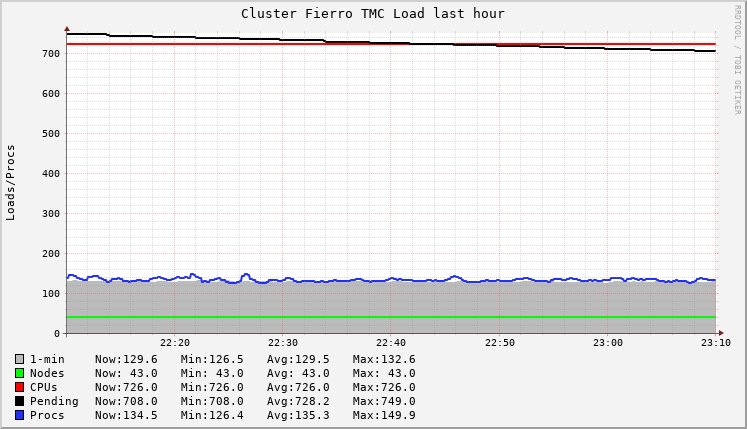 Cluster Fierro TMC Load last hour
RRDTOOL / TOBI OETIKER
Loads/Procs
700
600
500
400
300
200
100
0
22:20 22:30 22:40 22:50 23:00 23:10
1-min Now:129.6 Min:126.5 Avg:129.5 Max:132.6
Nodes Now: 43.0 Min: 43.0 Avg: 43.0 Max: 43.0
CPUs Now:726.0 Min:726.0 Avg:726.0 Max:726.0
Pending Now:708.0 Min:708.0 Avg:728.2 Max:749.0
Procs Now:134.5 Min:126.4 Avg:135.3 Max:149.9